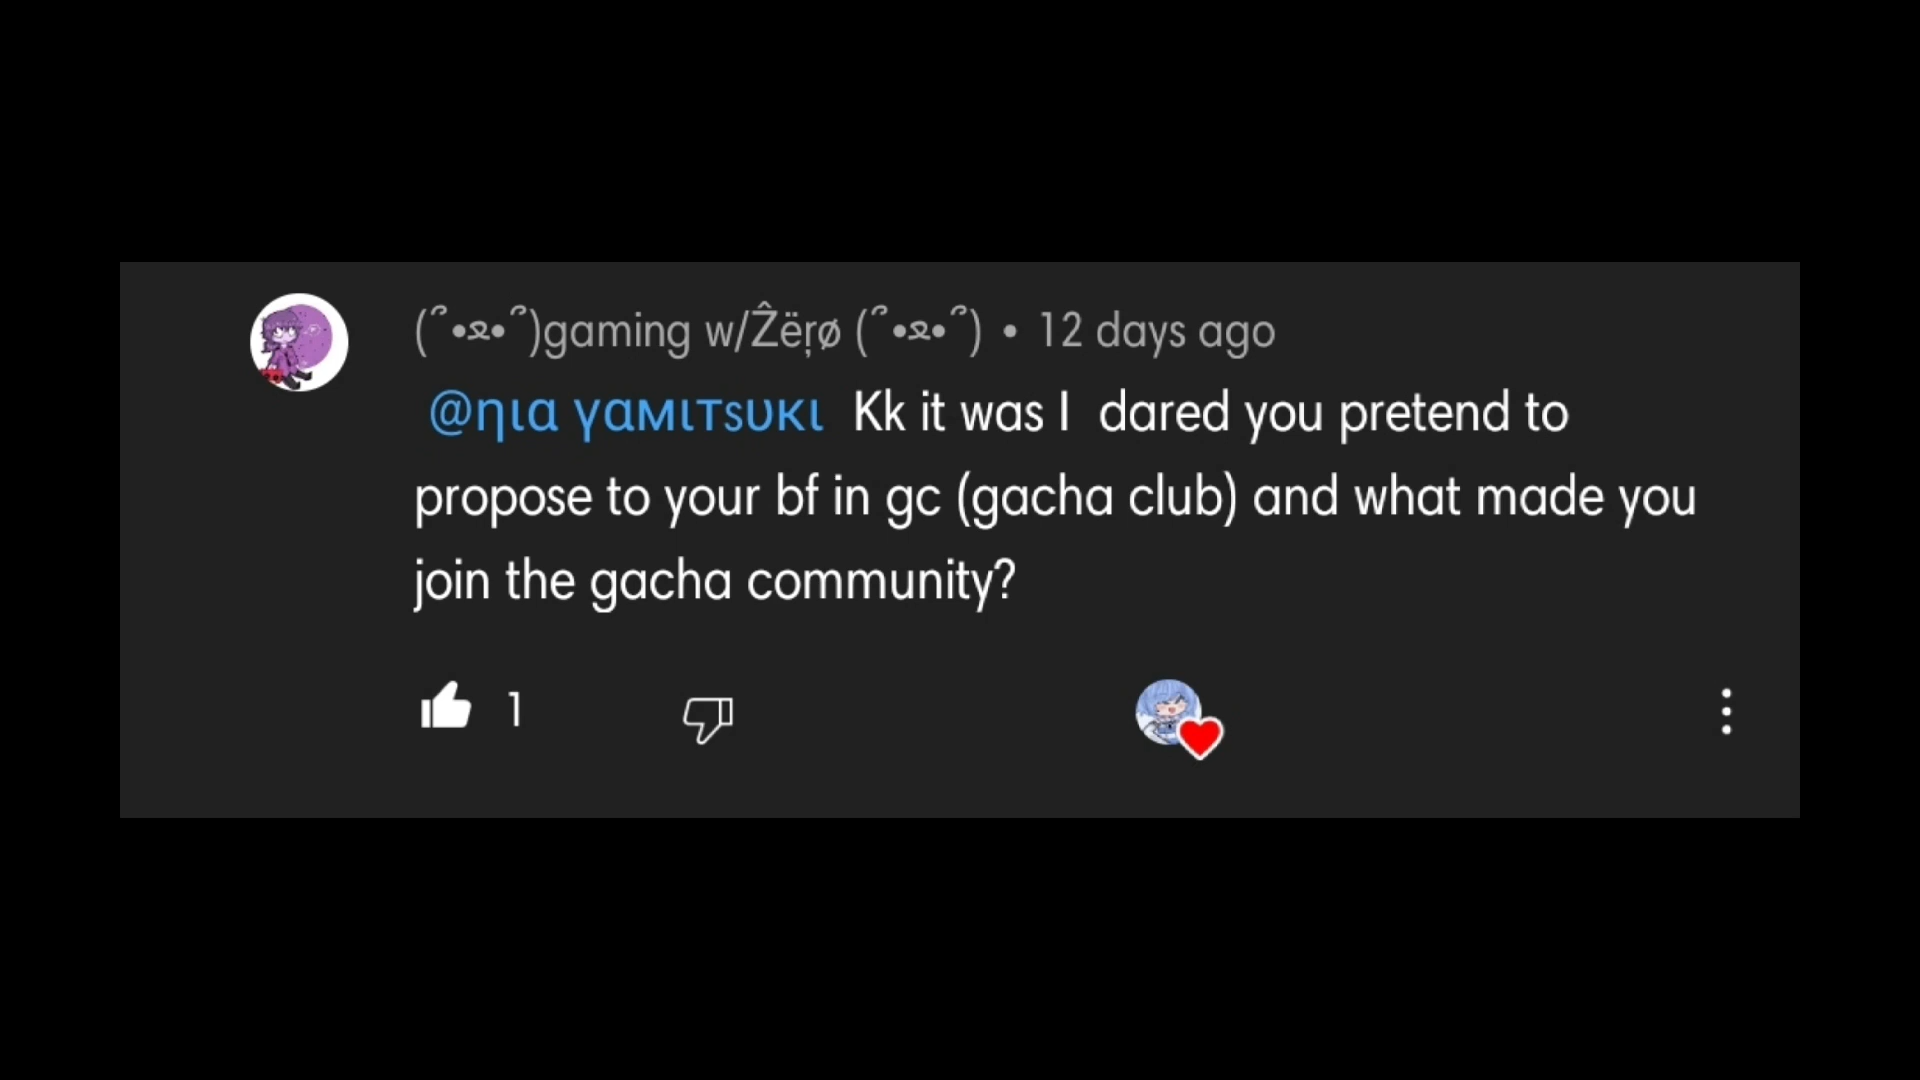 (՞•ﻌ•՞)gaming w/Ẑëŗø (՞•ﻌ•՞) • 12 days ago
@ηια γαмιтѕυкι Kk it was I dared you pretend to
propose to your bf in gc (gacha club) and what made you
join the gacha community?
1